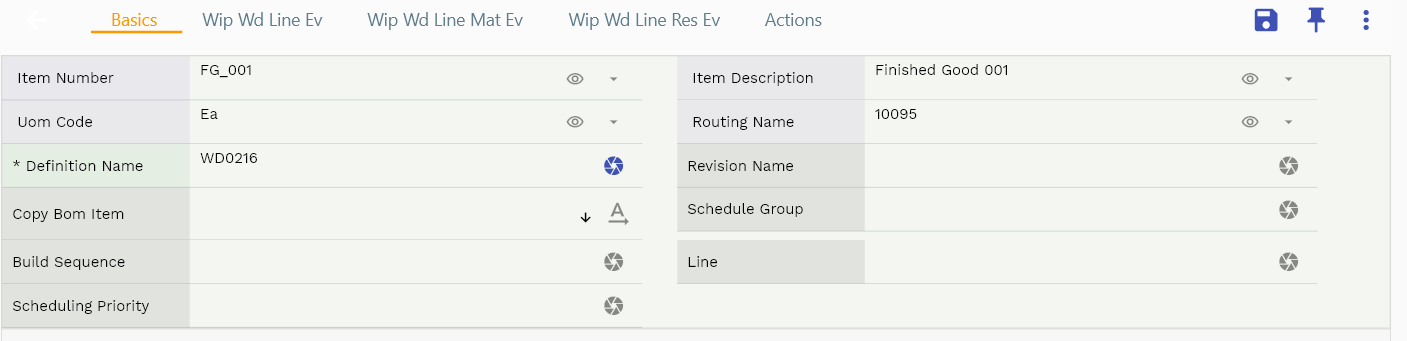 Basics Wip Wd Line Ev Wip Wd Line Mat Ev Wip Wd Line Res Ev Actions
Item Number FG_001 Item Description Finished Good 001
Uom Code Ea Routing Name 10095
* Definition Name WD0216 Revision Name
Copy Bom Item A Schedule Group
Build Sequence Line
Scheduling Priority